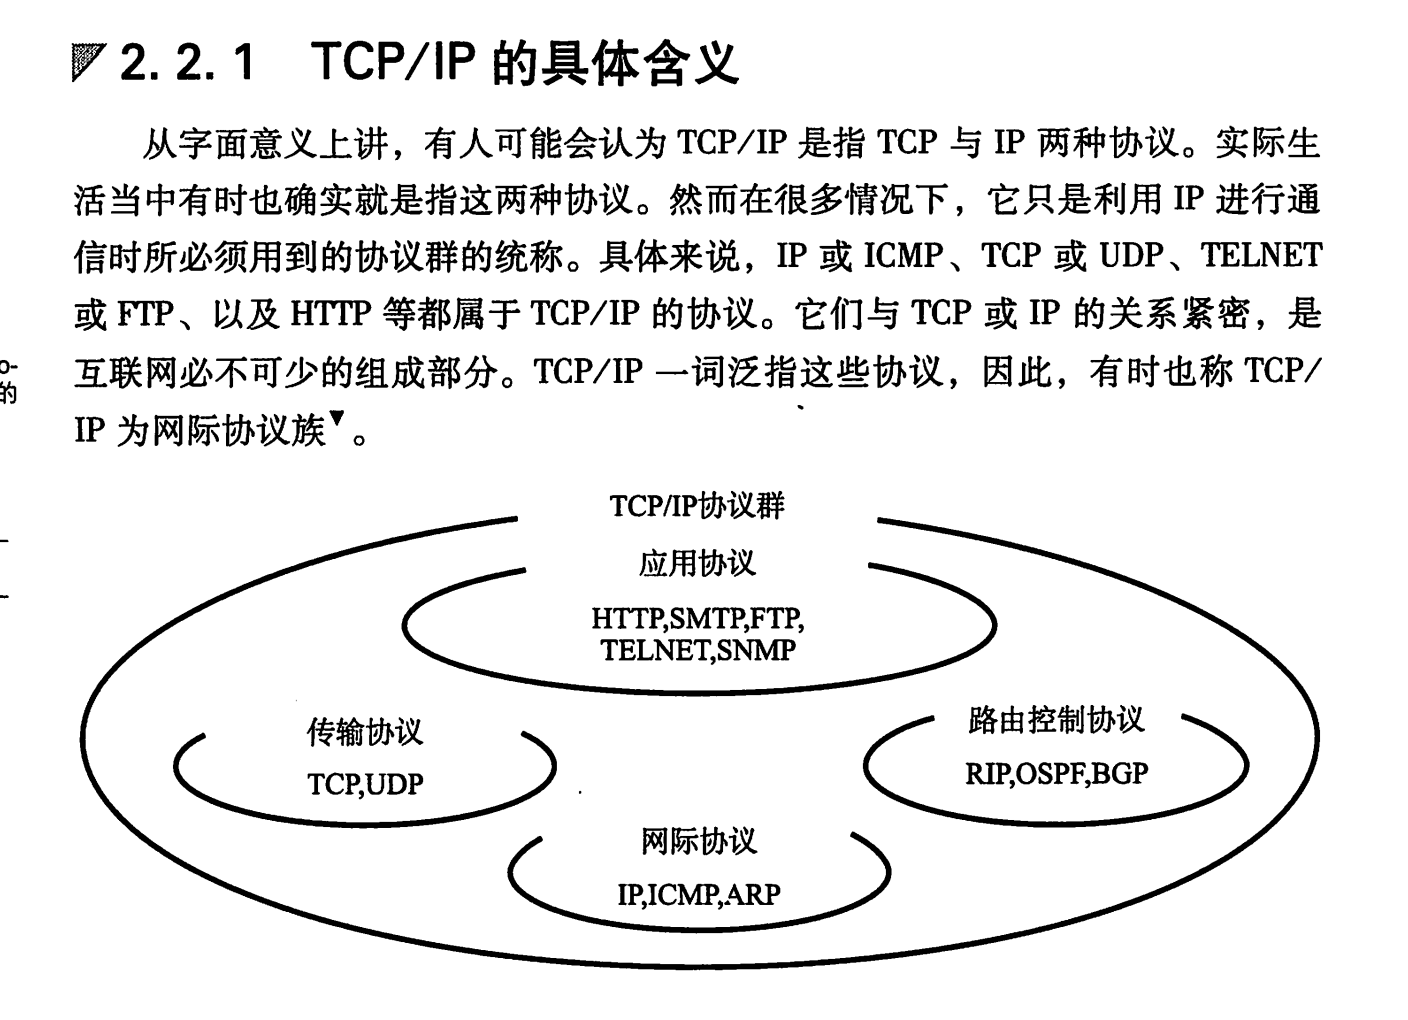 2.2.1 TCP/IP 的具体含义
从字面意义上讲，有人可能会认为 TCP/IP 是指 TCP 与 IP 两种协议。实际生
活当中有时也确实就是指这两种协议。然而在很多情况下，它只是利用 IP 进行通
信时所必须用到的协议群的统称。具体来说，IP 或 ICMP、TCP 或 UDP、TELNET
或 FTP、以及 HTTP 等都属于 TCP/IP 的协议。它们与 TCP 或 IP 的关系紧密，是
互联网必不可少的组成部分。TCP/IP 一词泛指这些协议，因此，有时也称 TCP/
IP 为网际协议族▼。
o-
的
TCP/IP协议群
应用协议
HTTP,SMTP,FTP,
TELNET,SNMP
传输协议
TCP,UDP
路由控制协议
RIP,OSPF,BGP
网际协议
IP,ICMP,ARP